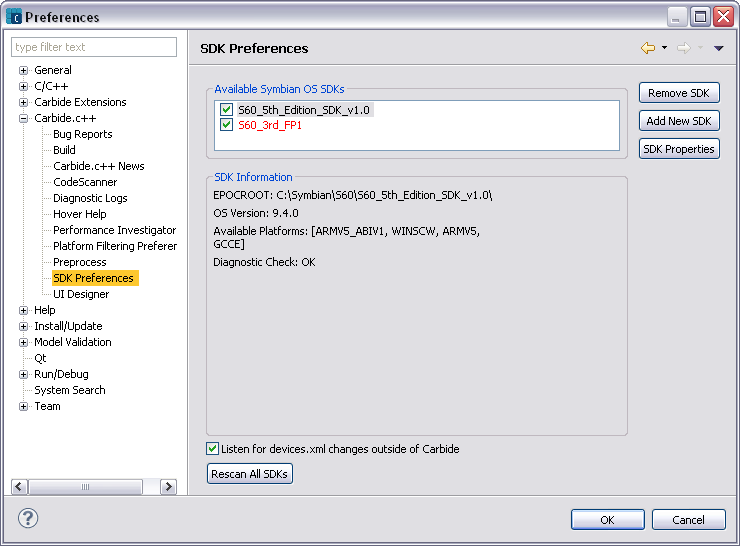 Preferences
type filter text
General
C/C++
Carbide Extensions
Carbide.c++
Bug Reports
Build
Carbide.c++ News
CodeScanner
Diagnostic Logs
Hover Help
Performance Investigator
Platform Filtering Preferer
Preprocess
SDK Preferences
UI Designer
Help
Install/Update
Model Validation
Qt
Run/Debug
System Search
Team
SDK Preferences
Available Symbian OS SDKs
S60_5th_Edition_SDK_v1.0
S60_3rd_FP1
Remove SDK
Add New SDK
SDK Properties
SDK Information
EPOCROOT: C:\Symbian\S60\S60_5th_Edition_SDK_v1.0\
OS Version: 9.4.0
Available Platforms: [ARMV5_ABIV1, WINSCW, ARMV5,
GCCE]
Diagnostic Check: OK
Listen for devices.xml changes outside of Carbide
Rescan All SDKs
?
OK
Cancel